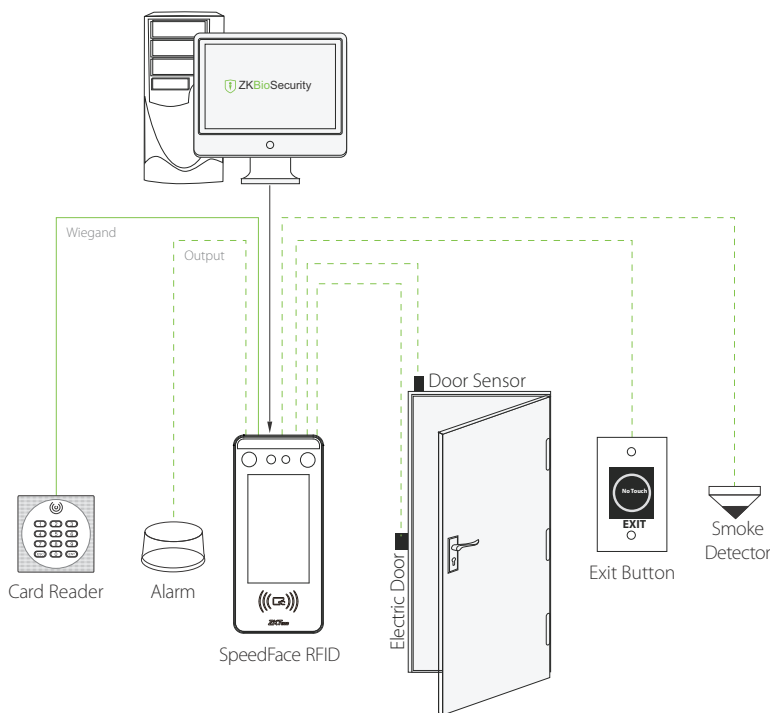 ZKBioSecurity
Wiegand
Output
Door Sensor
No Touch
EXIT
Electric Door
Card Reader
Alarm
SpeedFace RFID
Exit Button
Smoke
Detector